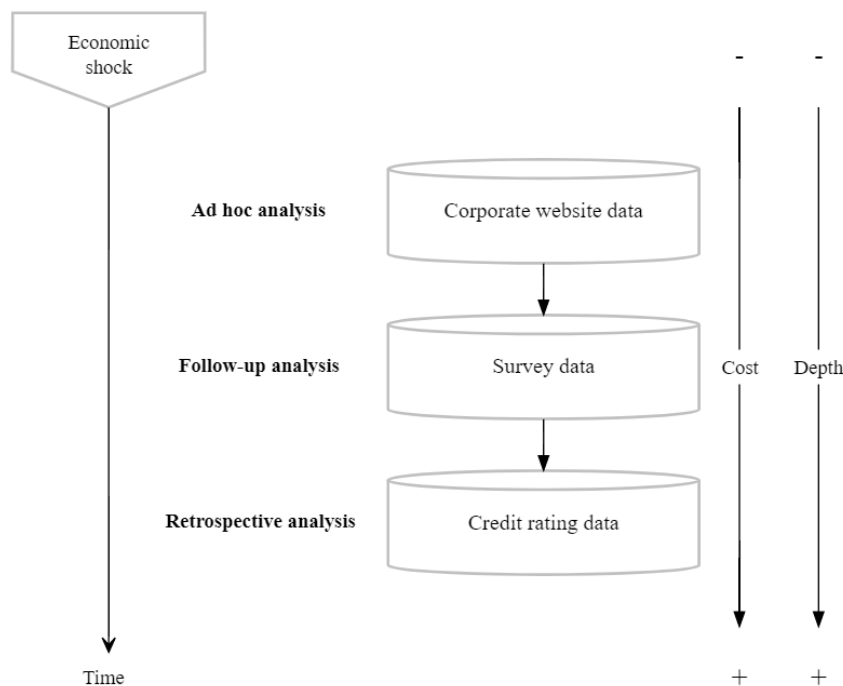 Economic
shock
- -
Ad hoc analysis Corporate website data
Follow-up analysis Survey data Cost Depth
Retrospective analysis Credit rating data
Time + +